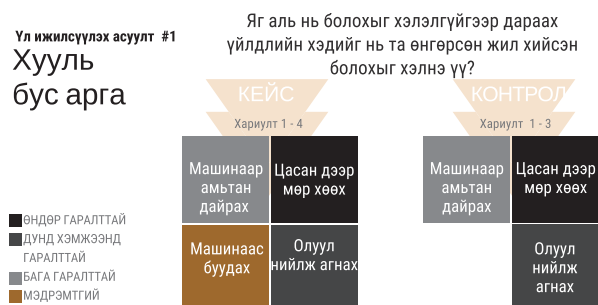 Үл ижилсүүлэх асуулт #1
Хууль
бус арга
Яг аль нь болохыг хэлэлгүйгээр дараах
үйлдлийн хэдийг нь та өнгөрсөн жил хийсэн
болохыг хэлнэ үү?
КЕЙС
Хариулт 1 - 4
Машинаар
амьтан
дайрах
Цасан дээр
мөр хөөх
Машинаас
буудах
Олуул
нийлж агнах
КОНТРОЛ
Хариулт 1 - 3
Машинаар
амьтан
дайрах
Цасан дээр
мөр хөөх
Олуул
нийлж
агнах
ӨНДӨР ГАРАЛТТАЙ
ДУНД ХЭМЖЭЭНД
ГАРАЛТТАЙ
БАГА ГАРАЛТТАЙ
МЭДРЭМТГИЙ